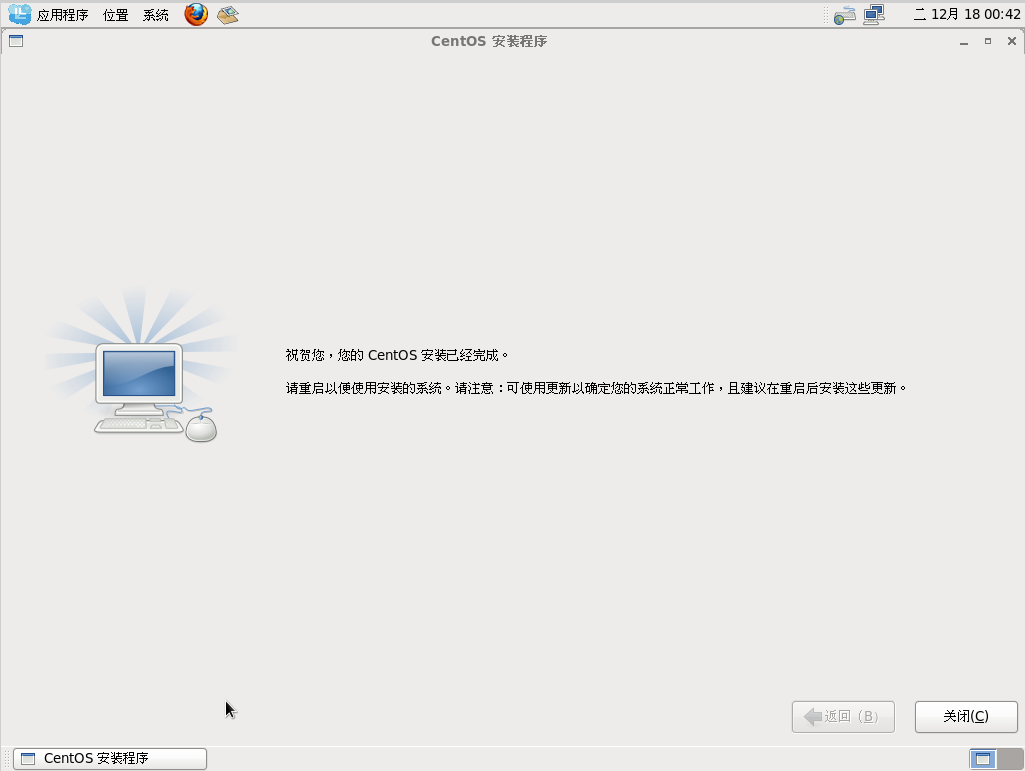 应用程序 位置 系统 二 12月 18 00:42
CentOS 安装程序
祝贺您，您的 CentOS 安装已经完成。
请重启以便使用安装的系统。请注意：可使用更新以确定您的系统正常工作，且建议在重启后安装这些更新。
返回（B） 关闭(C)
CentOS 安装程序